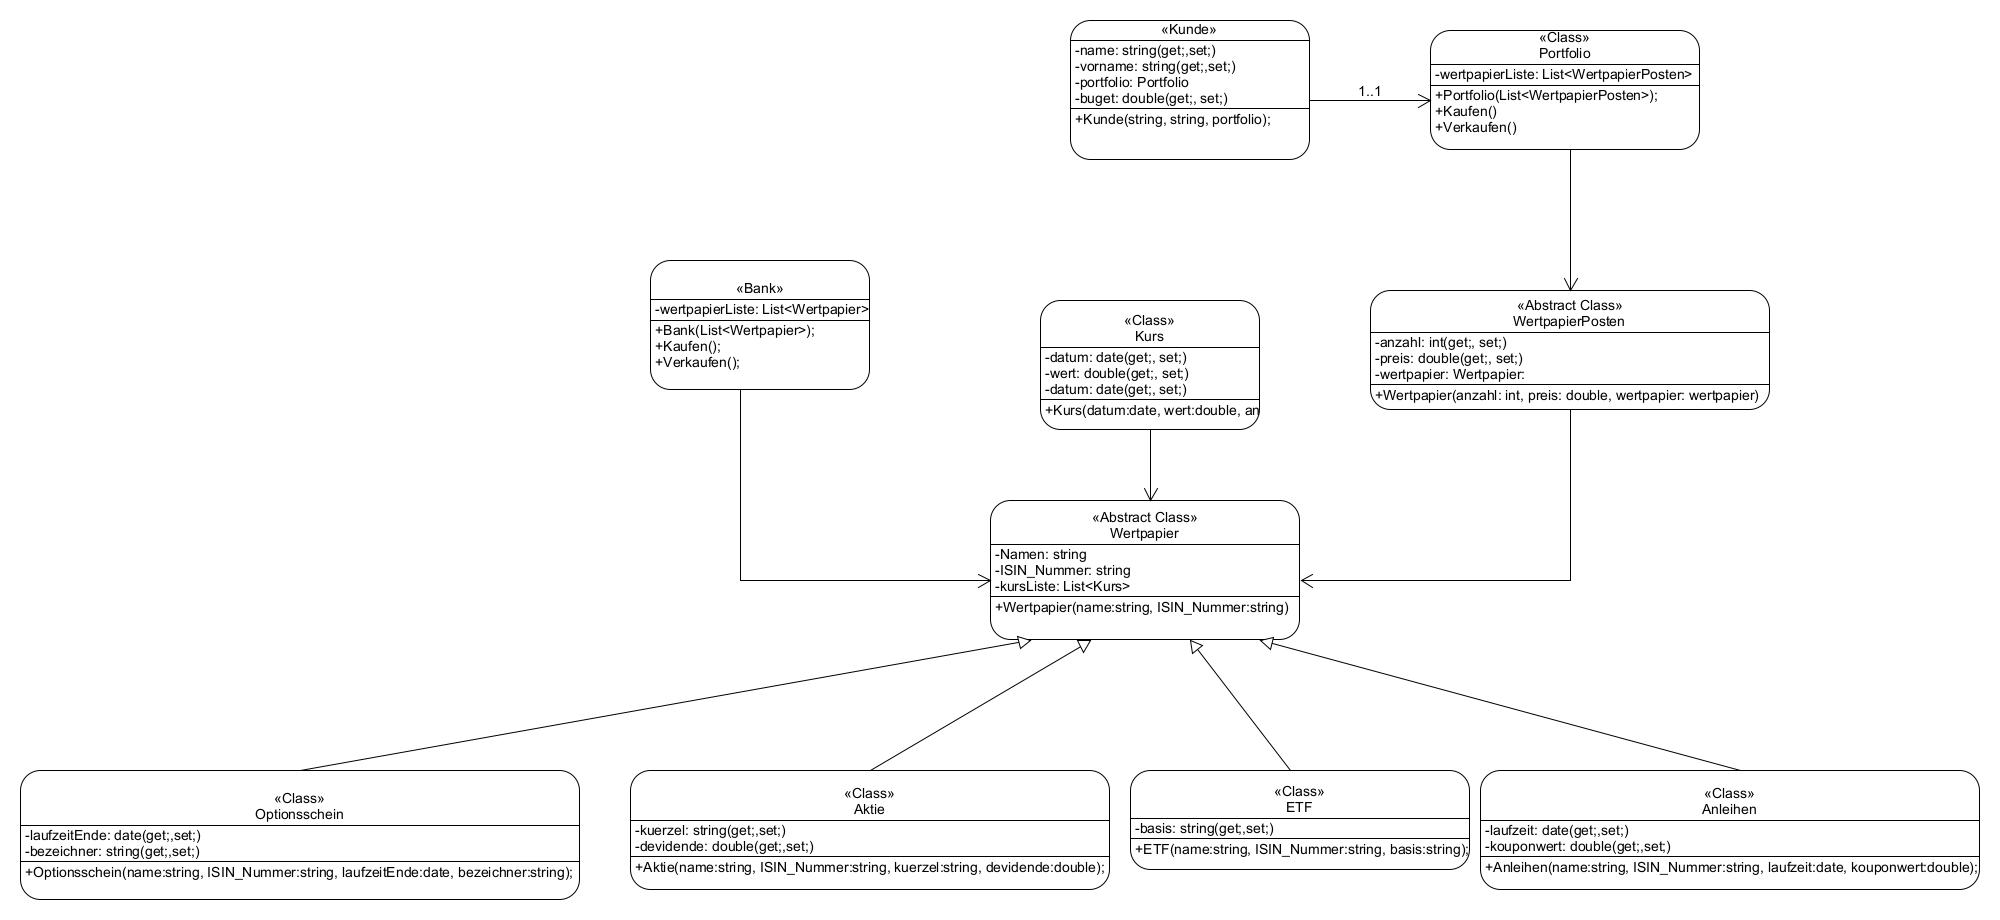 «Kunde»
-name: string(get;,set;)
-vorname: string(get;,set;)
-portfolio: Portfolio
-buget: double(get;, set;)
+Kunde(string, string, portfolio);
1..1
«Class»
Portfolio
-wertpapierListe: List<WertpapierPosten>
+Portfolio(List<WertpapierPosten>);
+Kaufen()
+Verkaufen()
«Bank»
-wertpapierListe: List<Wertpapier>
+Bank(List<Wertpapier>);
+Kaufen();
+Verkaufen();
«Class»
Kurs
-datum: date(get;, set;)
-wert: double(get;, set;)
-datum: date(get;, set;)
+Kurs(datum:date, wert:double, an
«Abstract Class»
WertpapierPosten
-anzahl: int(get;, set;)
-preis: double(get;, set;)
-wertpapier: Wertpapier:
+Wertpapier(anzahl: int, preis: double, wertpapier: wertpapier)
«Abstract Class»
Wertpapier
-Namen: string
-ISIN_Nummer: string
-kursListe: List<Kurs>
+Wertpapier(name:string, ISIN_Nummer:string)
«Class»
Optionsschein
-laufzeitEnde: date(get;,set;)
-bezeichner: string(get;,set;)
+Optionsschein(name:string, ISIN_Nummer:string, laufzeitEnde:date, bezeichner:string);
«Class»
Aktie
-kuerzel: string(get;,set;)
-devidende: double(get;,set;)
+Aktie(name:string, ISIN_Nummer:string, kuerzel:string, devidende:double);
«Class»
ETF
-basis: string(get;,set;)
+ETF(name:string, ISIN_Nummer:string, basis:string);
«Class»
Anleihen
-laufzeit: date(get;,set;)
-kouponwert: double(get;,set;)
+Anleihen(name:string, ISIN_Nummer:string, laufzeit:date, kouponwert:double);